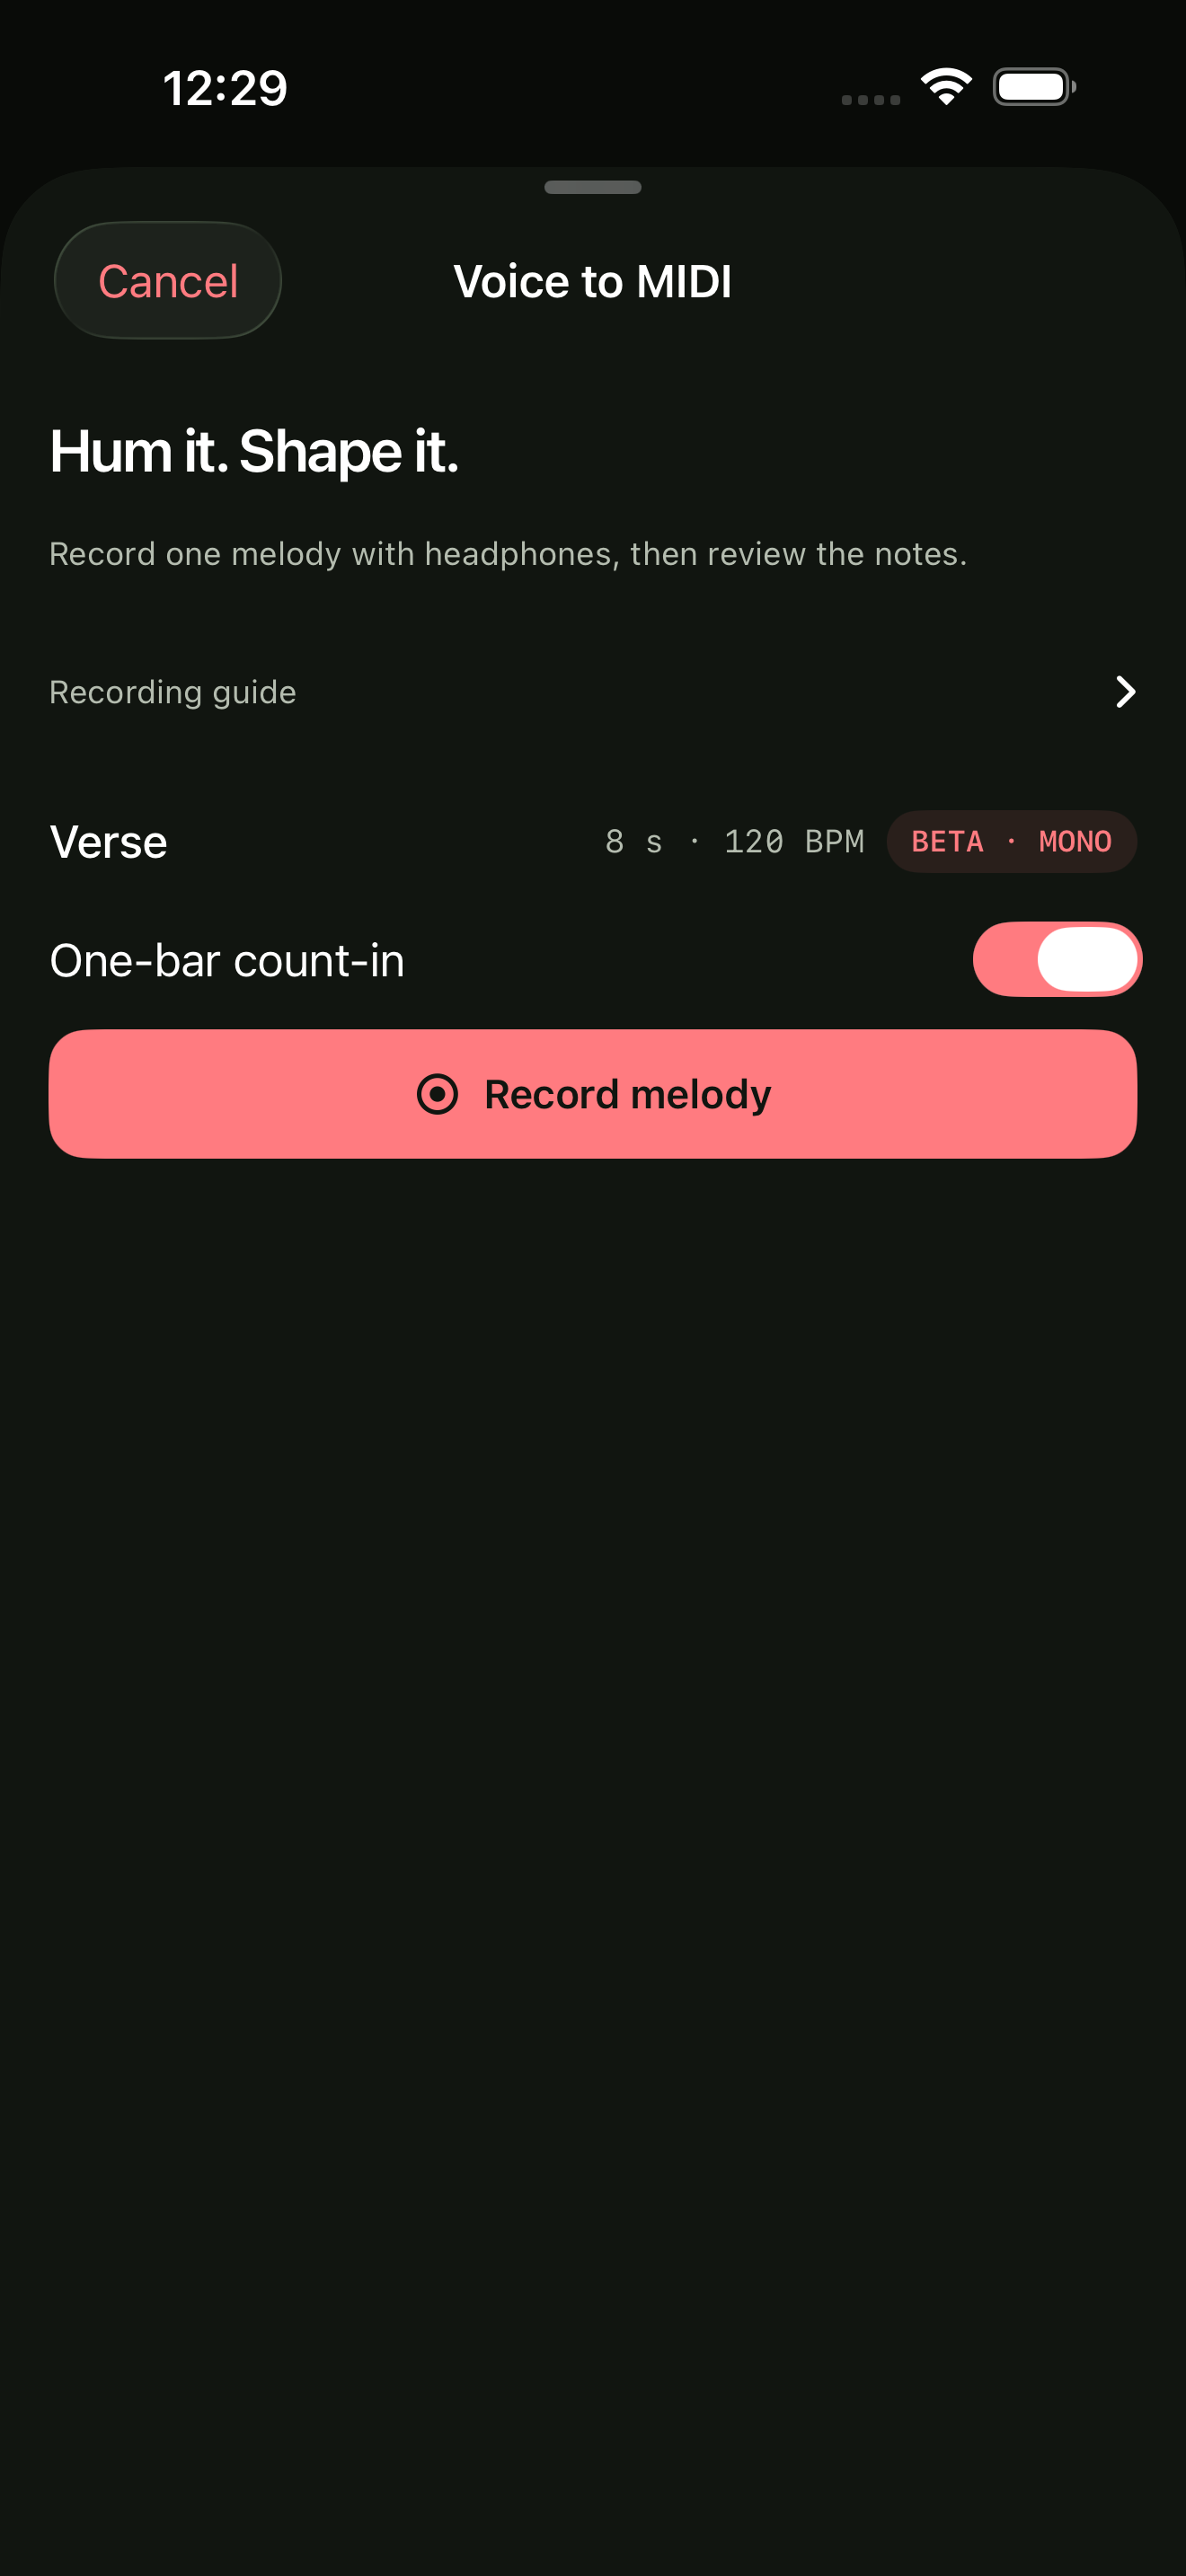 12:29
Cancel
Voice to MIDI
Hum it. Shape it.
Record one melody with headphones, then review the notes.
Recording guide
Verse 8 s · 120 BPM BETA · MONO
One-bar count-in
Record melody